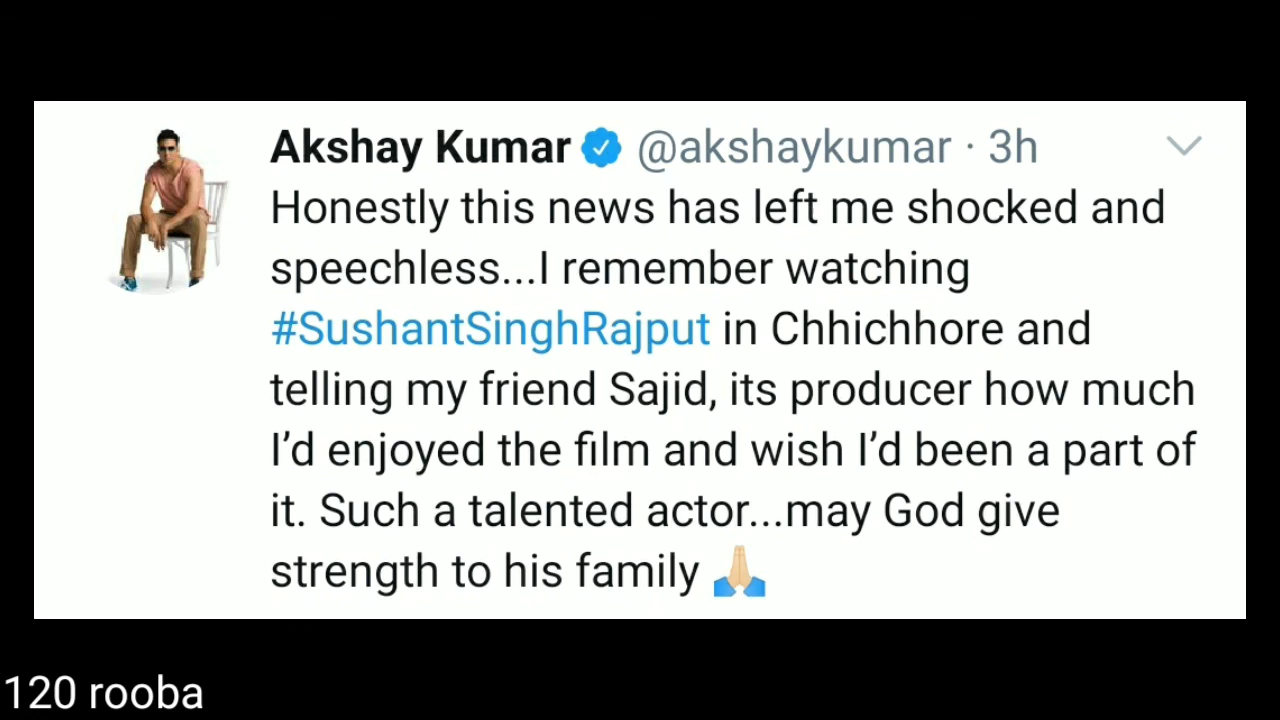 Akshay Kumar @akshaykumar · 3h
Honestly this news has left me shocked and
speechless...I remember watching
#SushantSinghRajput in Chhichhore and
telling my friend Sajid, its producer how much
I’d enjoyed the film and wish I’d been a part of
it. Such a talented actor...may God give
strength to his family 🙏🏼
120 rooba